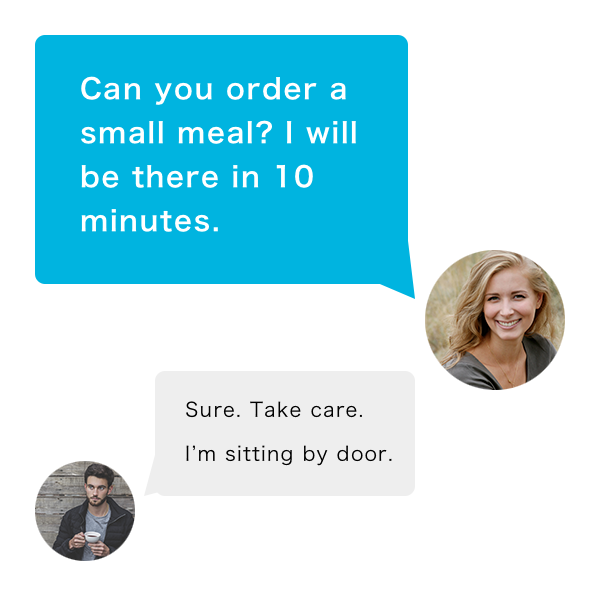 Can you order a
small meal? I will
be there in 10
minutes.
Sure. Take care.
I’m sitting by door.